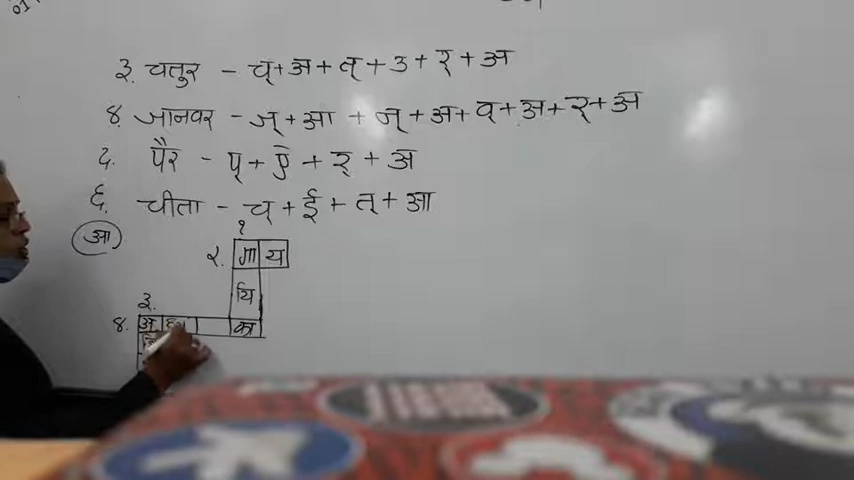 ३. चतुर - च्+अ+त्+उ+र्+अ
४. जानवर - ज्+आ+न्+अ+व्+अ+र्+अ
५. पैर - प्+ऐ+र्+अ
६. चीता - च्+ई+त्+आ
आ
१
२. गा य
यि
३.
४. अ का